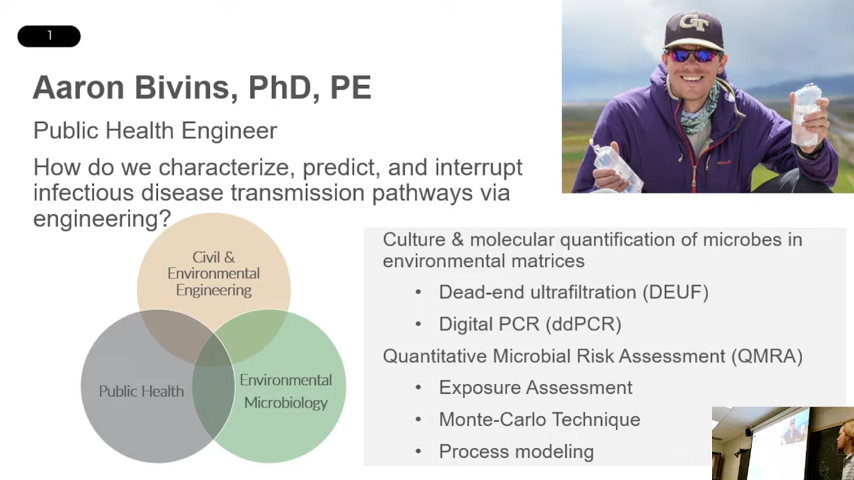 1
Aaron Bivins, PhD, PE
Public Health Engineer
How do we characterize, predict, and interrupt
infectious disease transmission pathways via
engineering?
GT
Civil &
Environmental
Engineering
Public Health
Environmental
Microbiology
Culture & molecular quantification of microbes in
environmental matrices
• Dead-end ultrafiltration (DEUF)
• Digital PCR (ddPCR)
Quantitative Microbial Risk Assessment (QMRA)
• Exposure Assessment
• Monte-Carlo Technique
• Process modeling